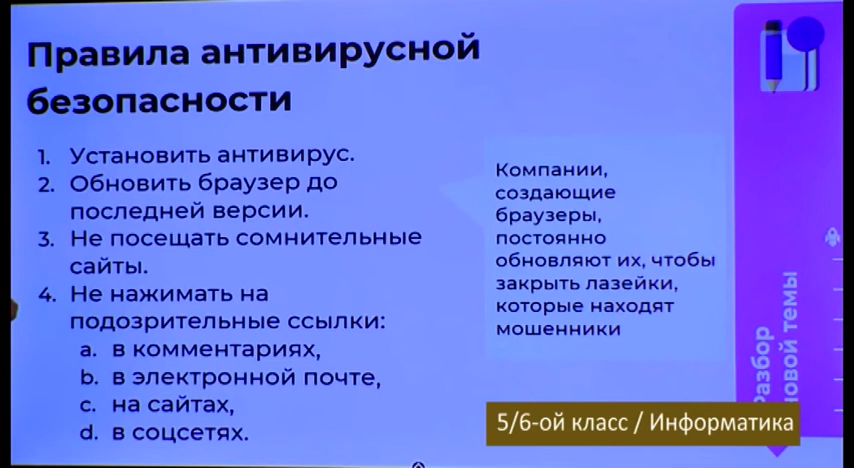 Правила антивирусной
безопасности
1. Установить антивирус.
2. Обновить браузер до
последней версии.
3. Не посещать сомнительные
сайты.
4. Не нажимать на
подозрительные ссылки:
a. в комментариях,
b. в электронной почте,
c. на сайтах,
d. в соцсетях.
Компании,
создающие
браузеры,
постоянно
обновляют их, чтобы
закрыть лазейки,
которые находят
мошенники
Разбор
новой темы
5/6-ой класс / Информатика